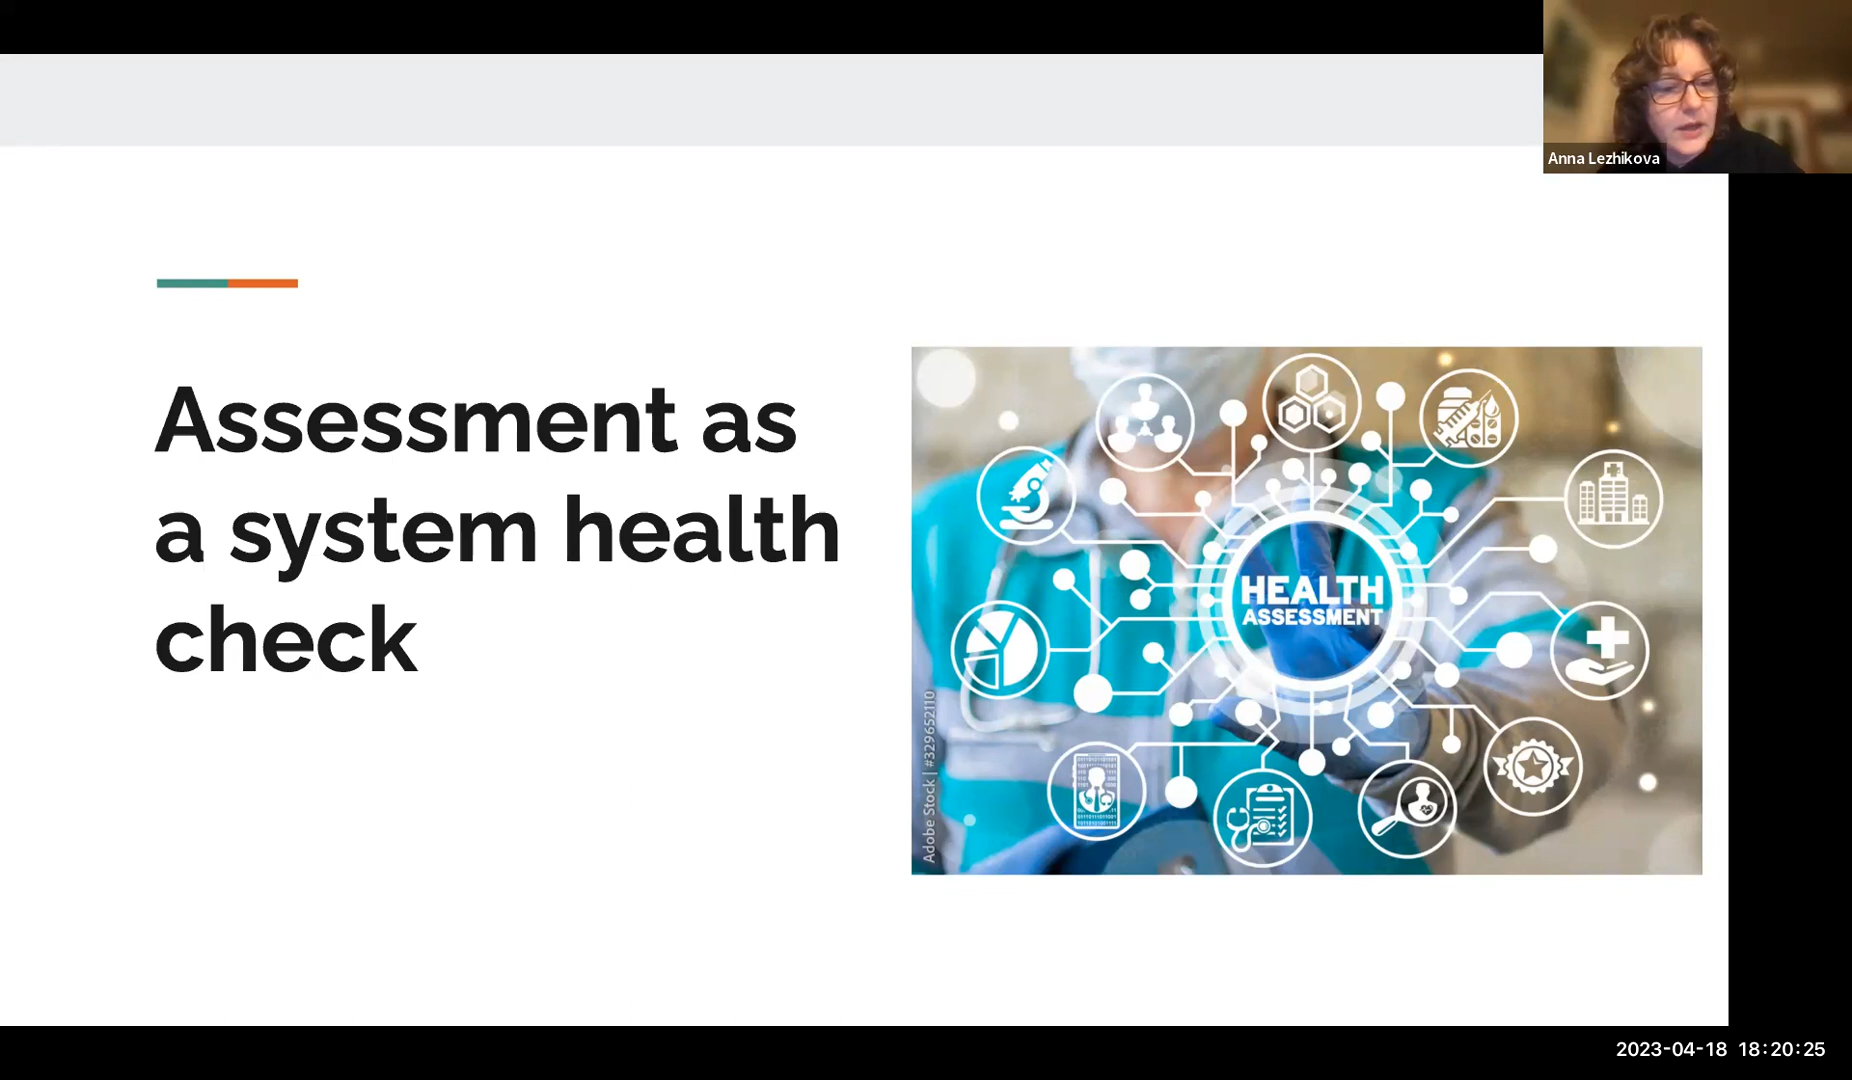 Anna Lezhikova
Assessment as
a system health
check
HEALTH
ASSESSMENT
Adobe Stock | #329652110
2023-04-18 18:20:25